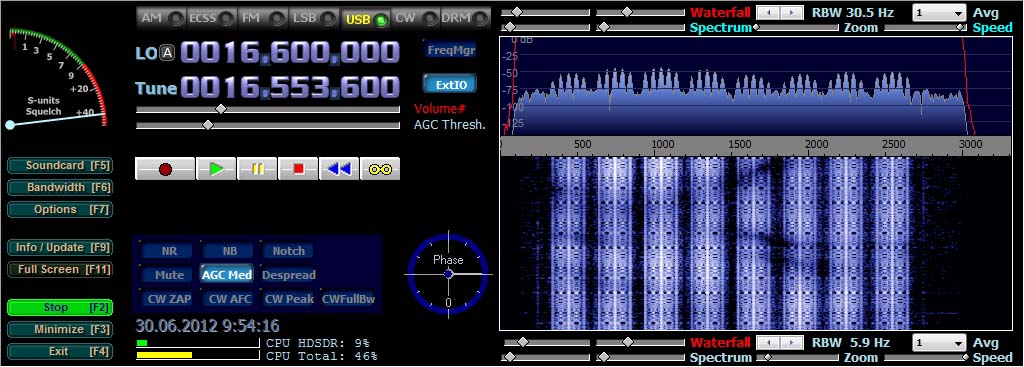 AM ECSS FM LSB USB CW DRM
LO A 0016.600.000 FreqMgr
Tune 0016.553.600 ExtIO
Volume#
AGC Thresh.
1 3 5 7 9 +20 +40
S-units
Squelch
Soundcard [F5]
Bandwidth [F6]
Options [F7]
Info / Update [F9]
Full Screen [F11]
Stop [F2]
Minimize [F3]
Exit [F4]
NR NB Notch
Mute AGC Med Despread
CW ZAP CW AFC CW Peak CWFullBw
Phase
0
30.06.2012 9:54:16
CPU HDSDR: 9%
CPU Total: 46%
Waterfall RBW 30.5 Hz 1 Avg
Spectrum Zoom Speed
0 dB
-25
-50
-75
-100
-125
500 1000 1500 2000 2500 3000
Waterfall RBW 5.9 Hz 1 Avg
Spectrum Zoom Speed